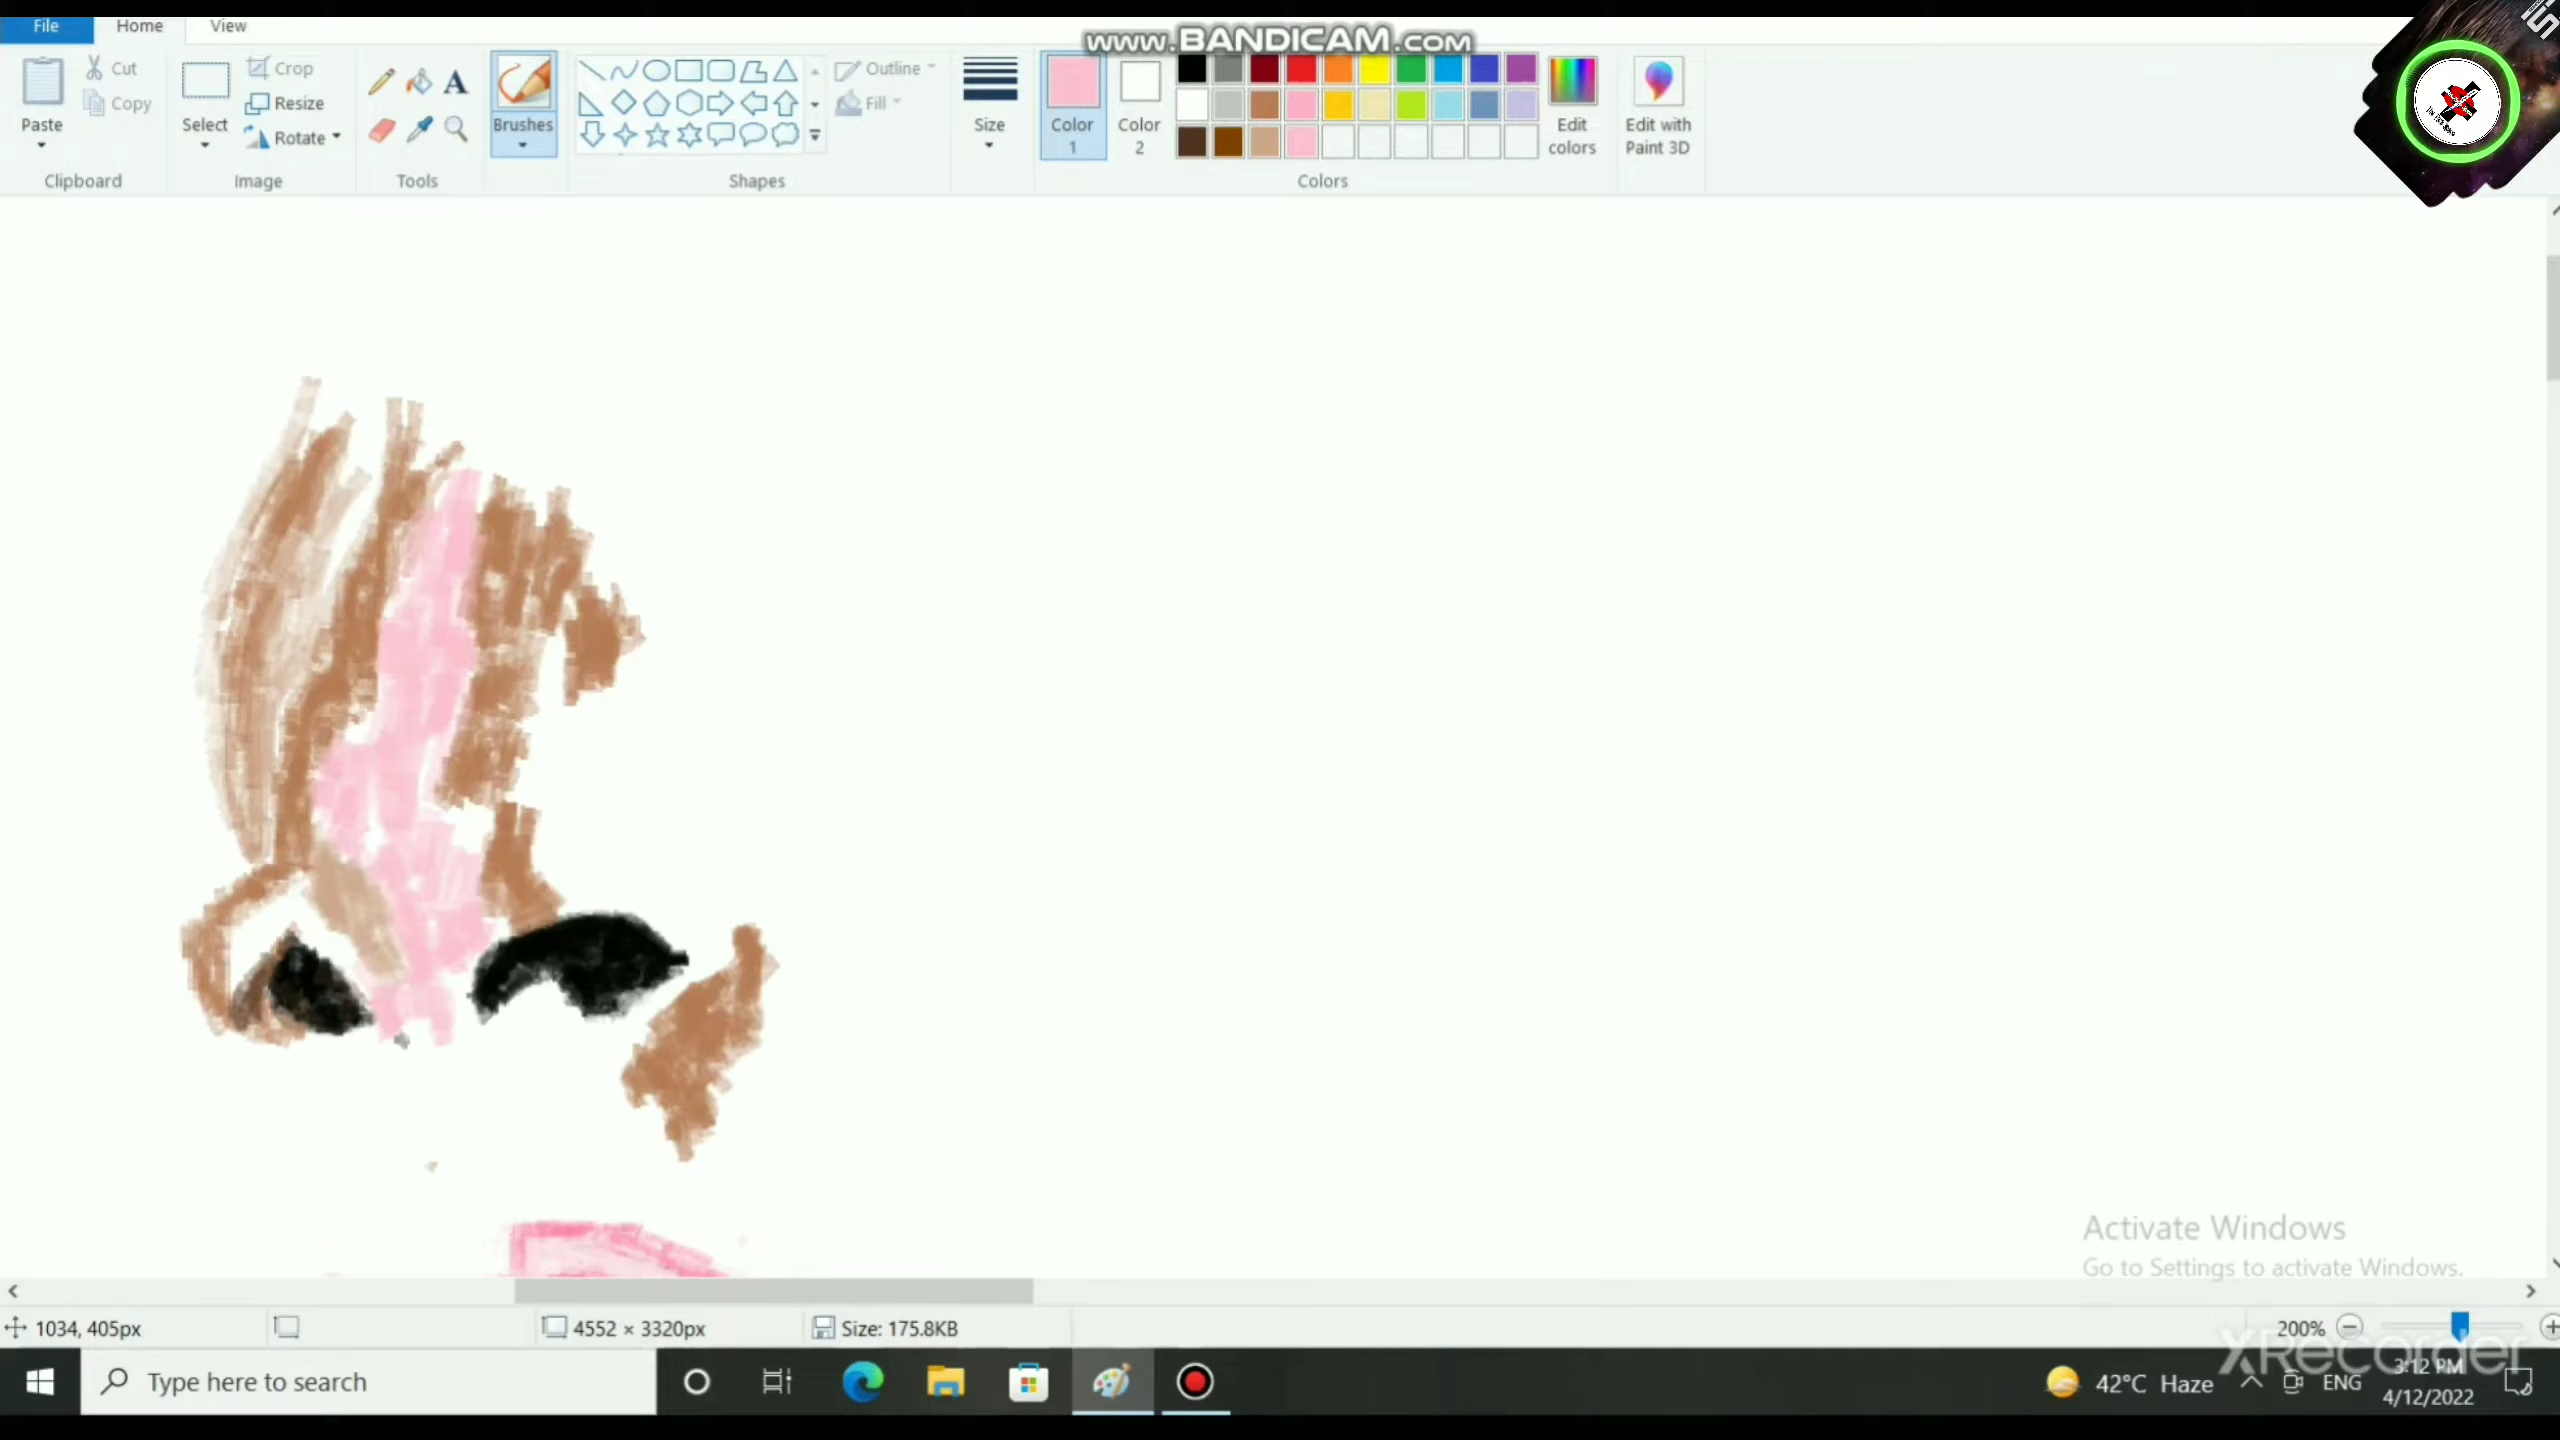 www.BANDICAM.com
File Home View
Paste
Cut
Copy
Clipboard
Select
Crop
Resize
Rotate
Image
A
Tools
Brushes
Shapes
Outline
Fill
Size
Color 1
Color 2
Colors
Edit colors
Edit with Paint 3D
Activate Windows
Go to Settings to activate Windows.
1034, 405px
4552 × 3320px
Size: 175.8KB
200%
XRecorder
Type here to search
42°C Haze
ENG
3:12 PM
4/12/2022